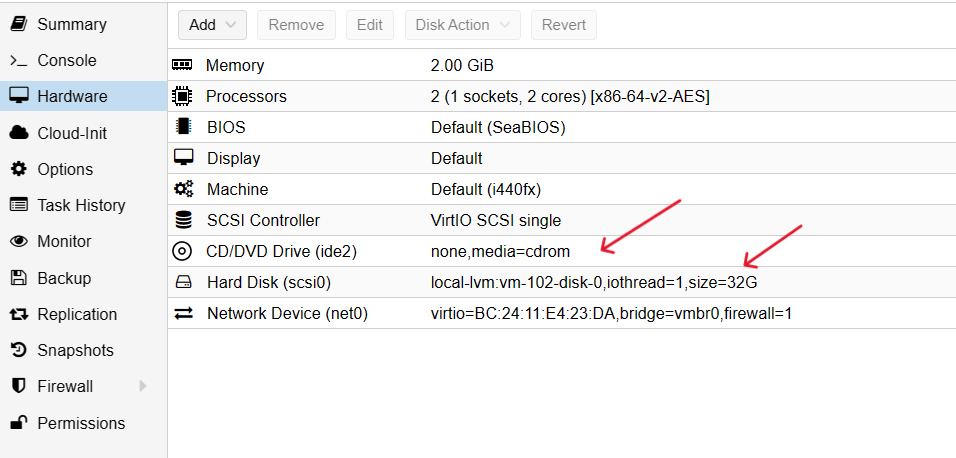 Summary
Console
Hardware
Cloud-Init
Options
Task History
Monitor
Backup
Replication
Snapshots
Firewall
Permissions
Add Remove Edit Disk Action Revert
Memory 2.00 GiB
Processors 2 (1 sockets, 2 cores) [x86-64-v2-AES]
BIOS Default (SeaBIOS)
Display Default
Machine Default (i440fx)
SCSI Controller VirtIO SCSI single
CD/DVD Drive (ide2) none,media=cdrom
Hard Disk (scsi0) local-lvm:vm-102-disk-0,iothread=1,size=32G
Network Device (net0) virtio=BC:24:11:E4:23:DA,bridge=vmbr0,firewall=1